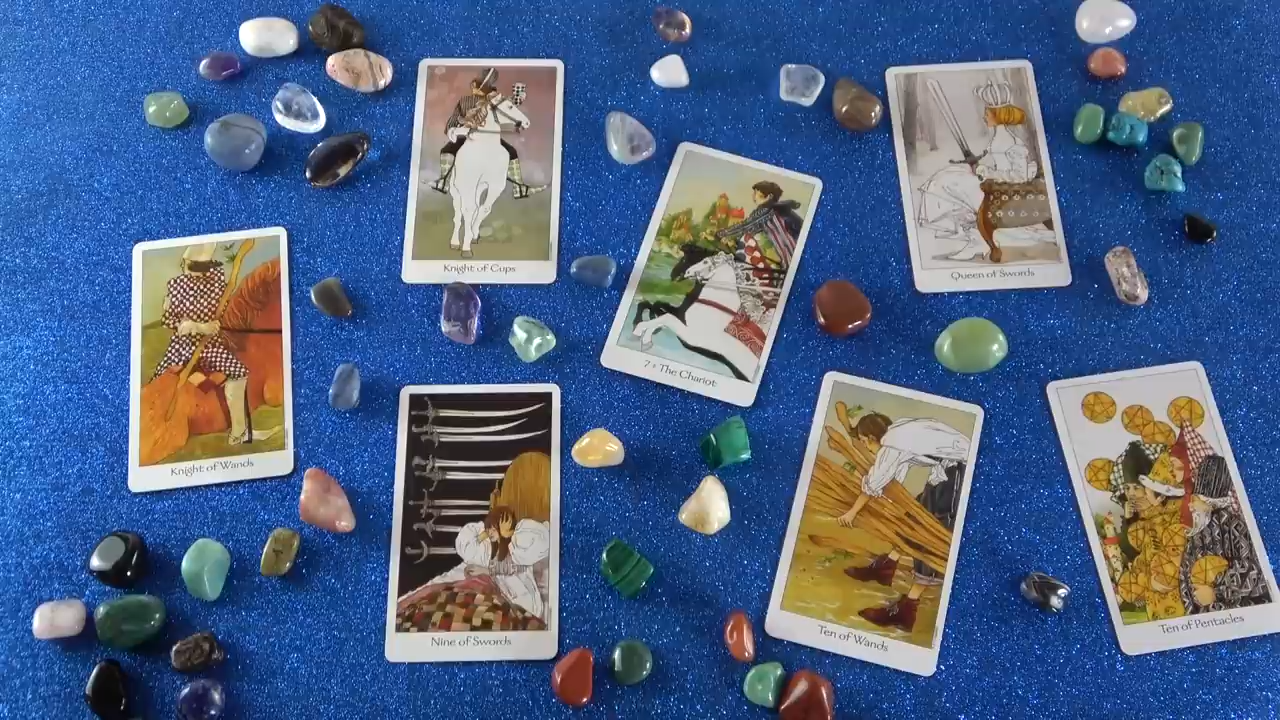 Knight of Cups
Queen of Swords
7 • The Chariot
Knight of Wands
Nine of Swords
Ten of Wands
Ten of Pentacles